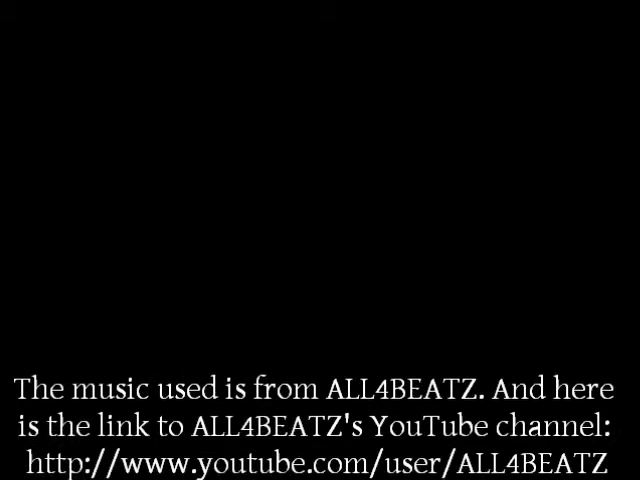 The music used is from ALL4BEATZ. And here
is the link to ALL4BEATZ's YouTube channel:
http://www.youtube.com/user/ALL4BEATZ